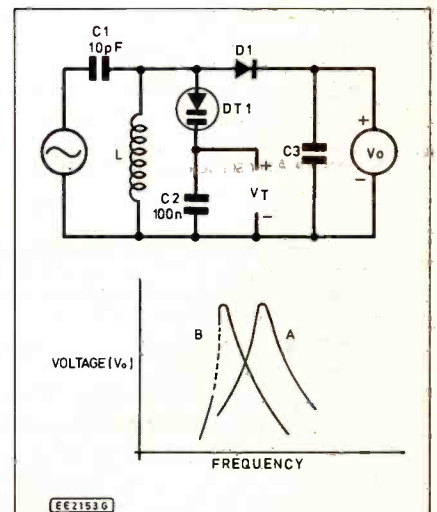 C1
10pF
D1
DT1
L
C2
100n
+
VT
-
C3
+
Vo
-
B
A
VOLTAGE (Vo)
FREQUENCY
EE2153G